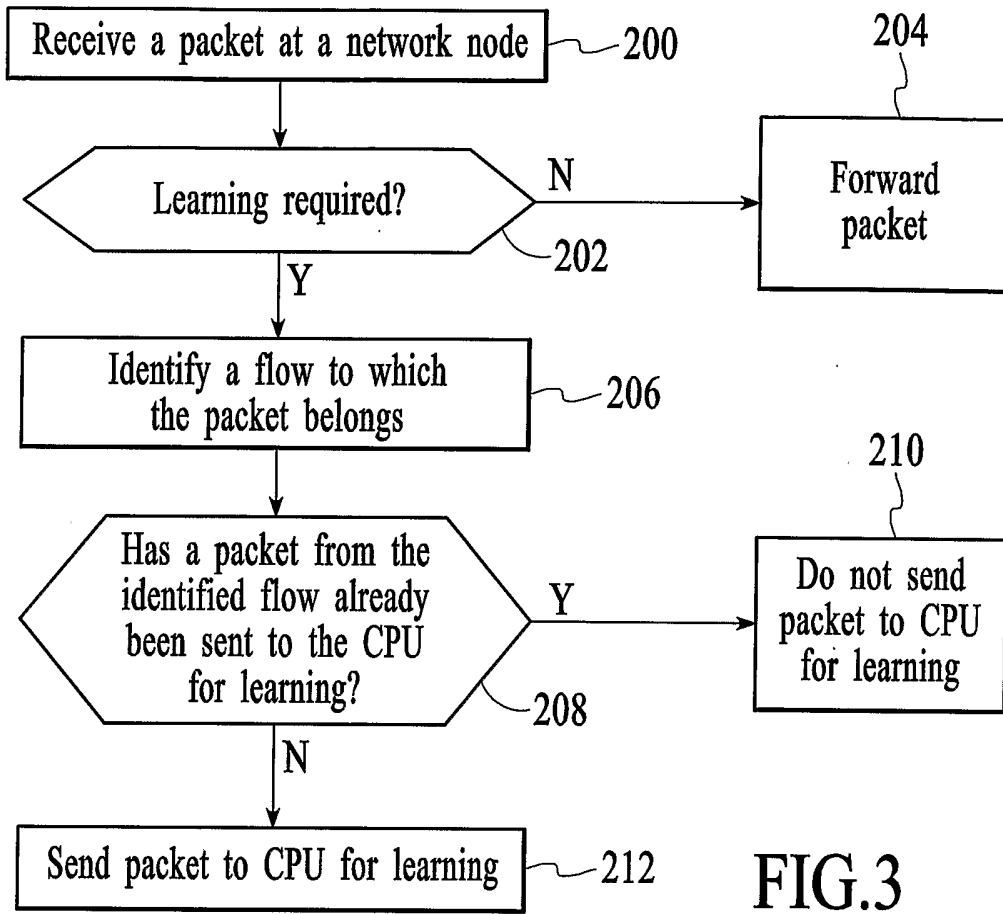 Receive a packet at a network node
200
204
Learning required?
N
Forward
packet
202
Y
Identify a flow to which
the packet belongs
206
210
Has a packet from the
identified flow already
been sent to the CPU
for learning?
Y
Do not send
packet to CPU
for learning
208
N
Send packet to CPU for learning
212
FIG.3